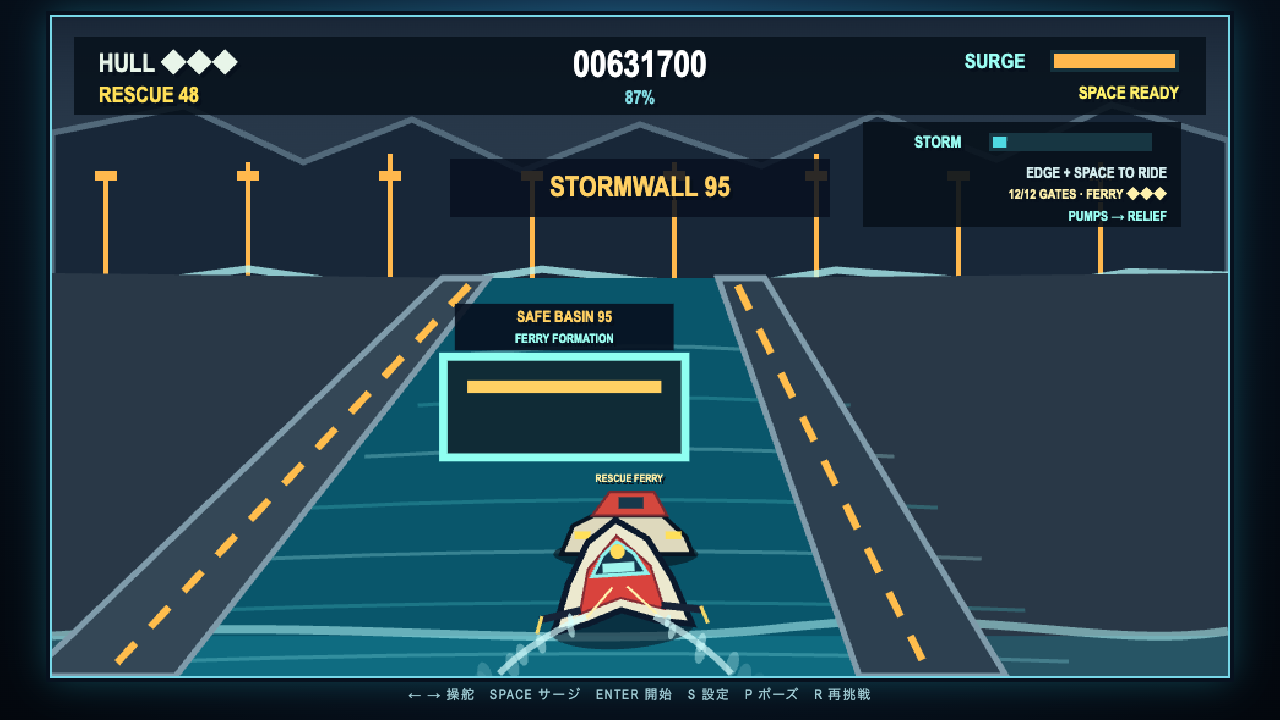 HULL
RESCUE 48
00631700
87%
SURGE
SPACE READY
STORM
EDGE + SPACE TO RIDE
12/12 GATES · FERRY
PUMPS → RELIEF
STORMWALL 95
SAFE BASIN 95
FERRY FORMATION
RESCUE FERRY
← → 操舵 SPACE サージ ENTER 開始 S 設定 P ポーズ R 再挑戦